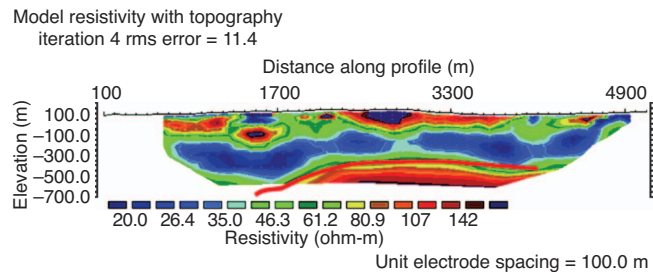 Model resistivity with topography
iteration 4 rms error = 11.4
Distance along profile (m)
100 1700 3300 4900
Elevation (m)
100.0
–100.0
–300.0
–500.0
–700.0
20.0 26.4 35.0 46.3 61.2 80.9 107 142
Resistivity (ohm-m)
Unit electrode spacing = 100.0 m